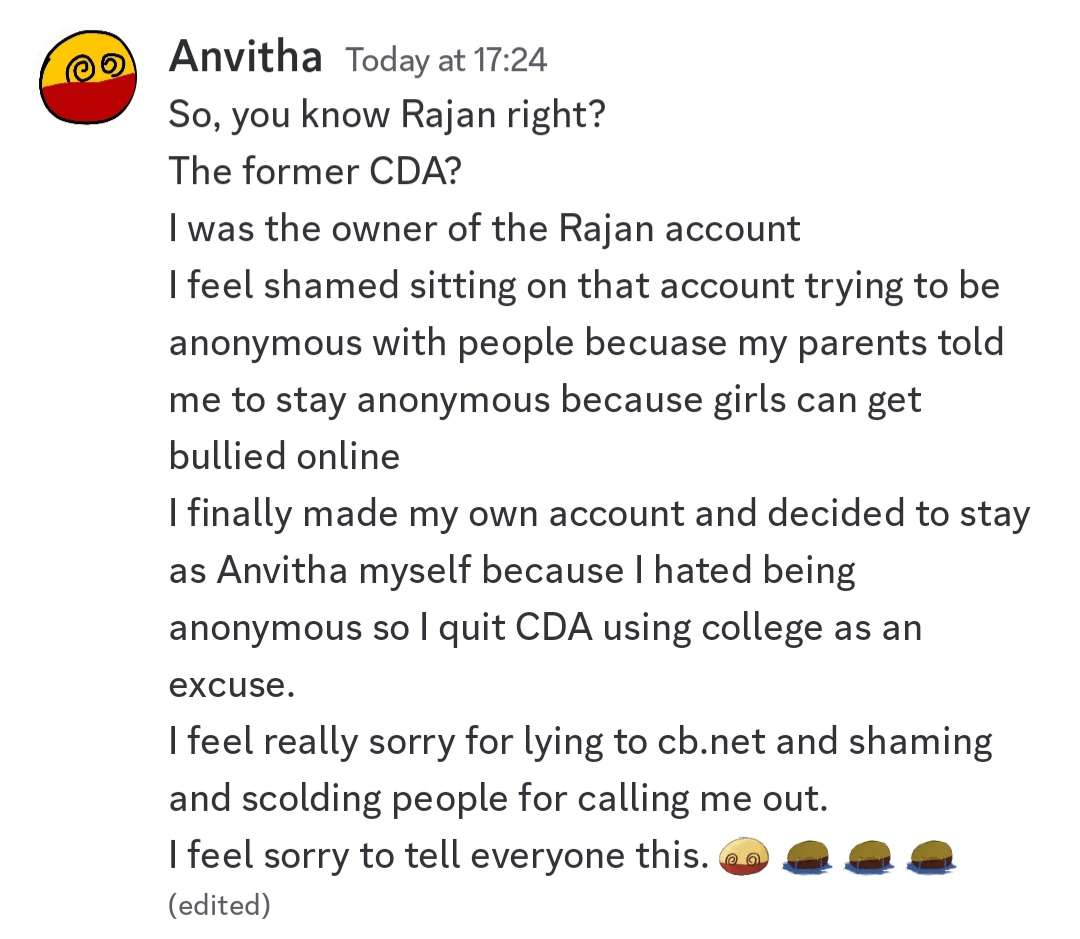 Anvitha Today at 17:24
So, you know Rajan right?
The former CDA?
I was the owner of the Rajan account
I feel shamed sitting on that account trying to be
anonymous with people becuase my parents told
me to stay anonymous because girls can get
bullied online
I finally made my own account and decided to stay
as Anvitha myself because I hated being
anonymous so I quit CDA using college as an
excuse.
I feel really sorry for lying to cb.net and shaming
and scolding people for calling me out.
I feel sorry to tell everyone this.
(edited)